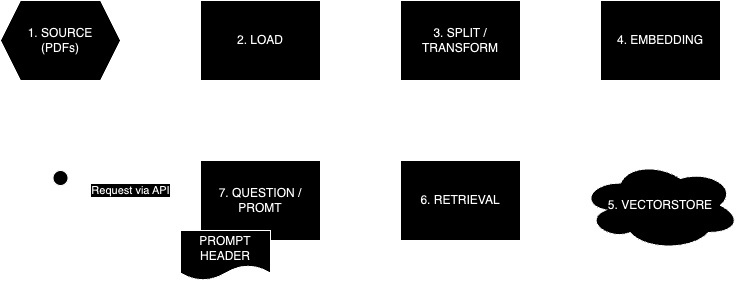 1. SOURCE
(PDFs)
2. LOAD
3. SPLIT /
TRANSFORM
4. EMBEDDING
Request via API
7. QUESTION /
PROMT
6. RETRIEVAL
5. VECTORSTORE
PROMPT
HEADER